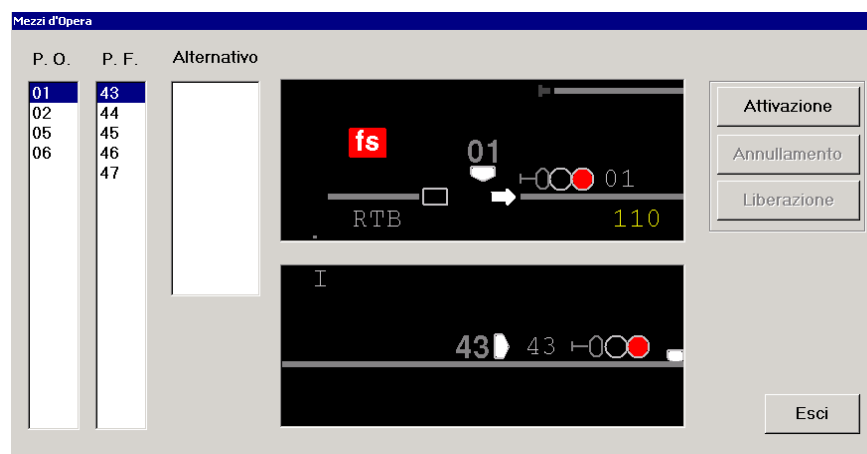 Mezzi d'Opera
P. O.
P. F.
Alternativo
01
02
05
06
43
44
45
46
47
fs
01
01
RTB
110
I
43
43
Attivazione
Annullamento
Liberazione
Esci